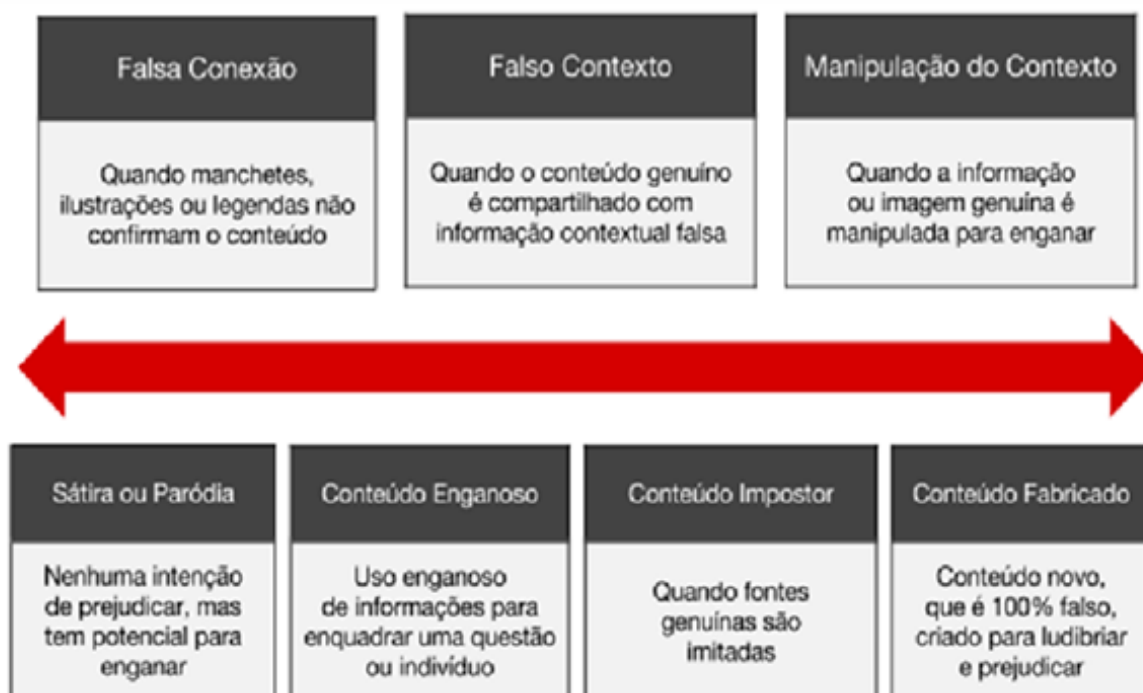 Falsa Conexão
Quando manchetes,
ilustrações ou legendas não
confirmam o conteúdo
Falso Contexto
Quando o conteúdo genuíno
é compartilhado com
informação contextual falsa
Manipulação do Contexto
Quando a informação
ou imagem genuína é
manipulada para enganar
Sátira ou Paródia
Nenhuma intenção
de prejudicar, mas
tem potencial para
enganar
Conteúdo Enganoso
Uso enganoso
de informações para
enquadrar uma questão
ou indivíduo
Conteúdo Impostor
Quando fontes
genuínas são
imitadas
Conteúdo Fabricado
Conteúdo novo,
que é 100% falso,
criado para ludibriar
e prejudicar